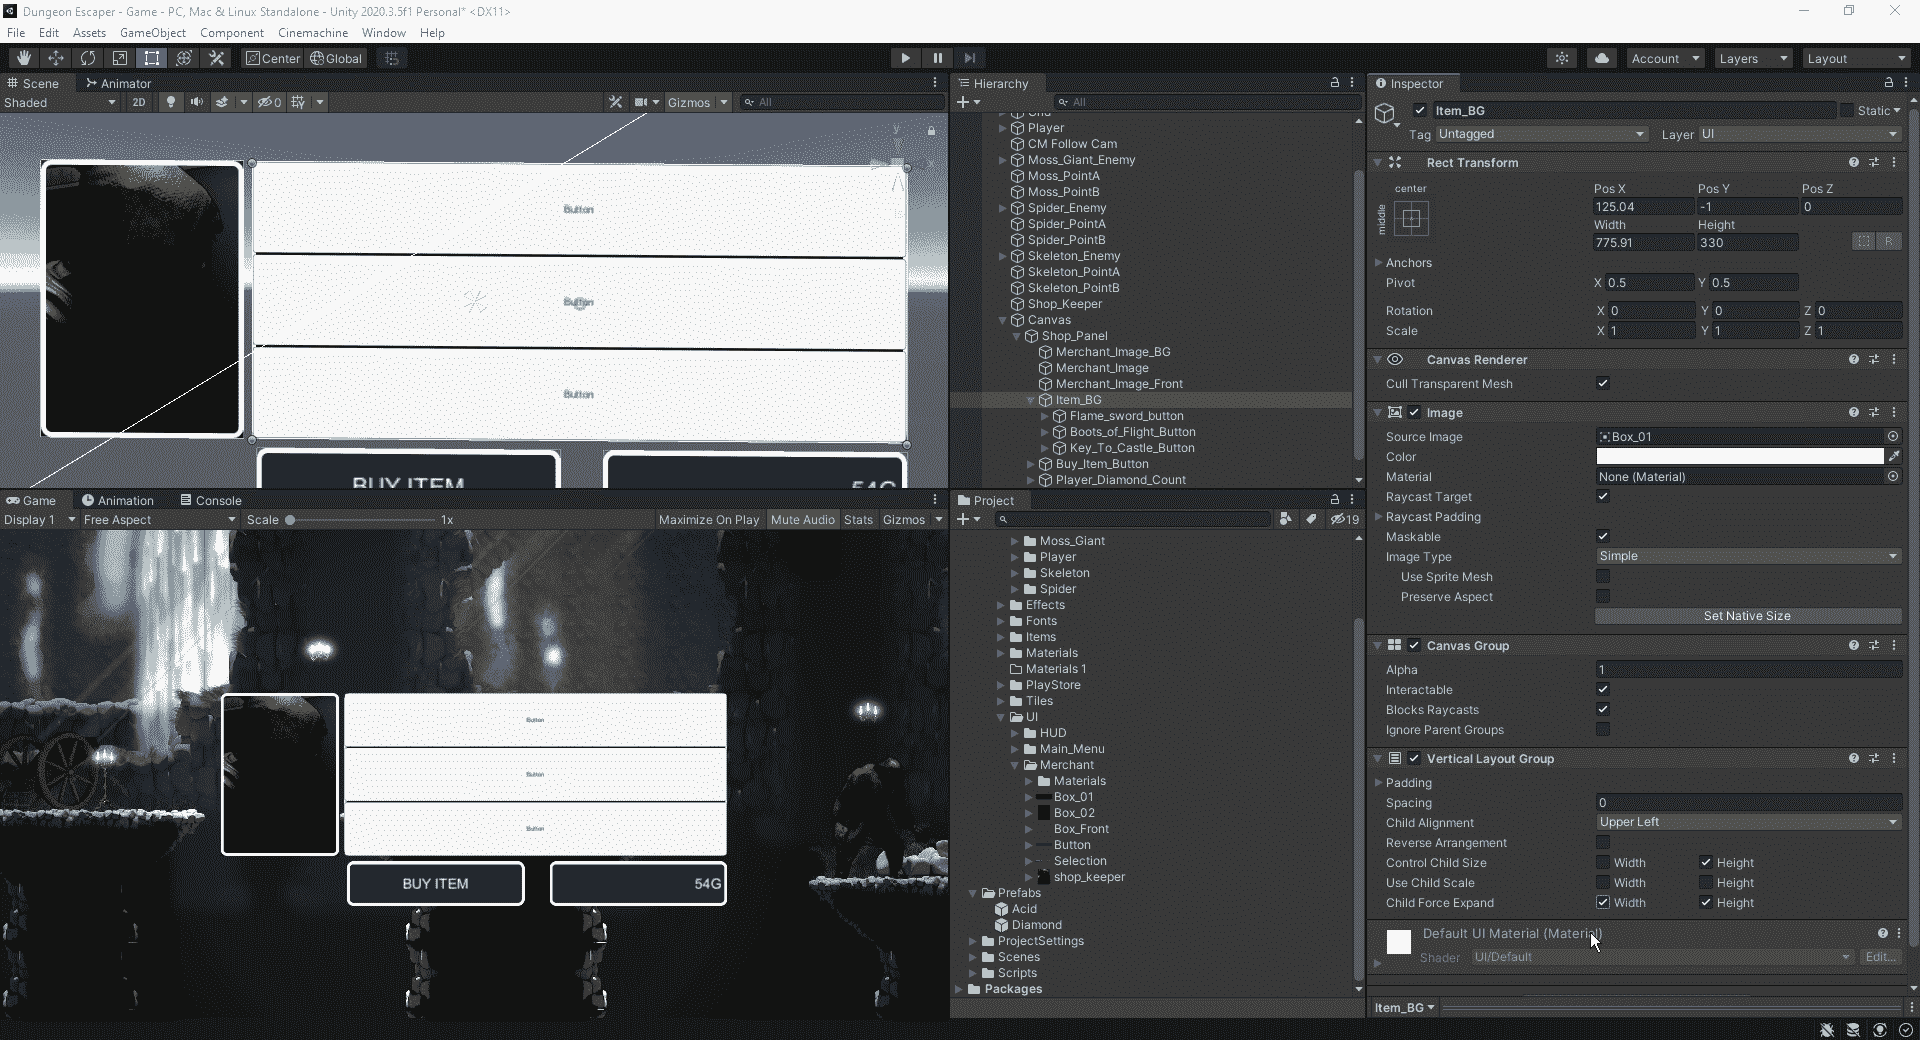 Dungeon Escaper - Game - PC, Mac & Linux Standalone - Unity 2020.3.5f1 Personal* <DX11>
File Edit Assets GameObject Component Cinemachine Window Help
Center Global Account Layers Layout
Scene Animator
Shaded 2D 0 Gizmos All
y
Button
Button
Button
BUY ITEM 54G
Game Animation Console
Display 1 Free Aspect Scale 1x Maximize On Play Mute Audio Stats Gizmos
Button
Button
Button
BUY ITEM 54G
Hierarchy
All
Grid
Player
CM Follow Cam
Moss_Giant_Enemy
Moss_PointA
Moss_PointB
Spider_Enemy
Spider_PointA
Spider_PointB
Skeleton_Enemy
Skeleton_PointA
Skeleton_PointB
Shop_Keeper
Canvas
Shop_Panel
Merchant_Image_BG
Merchant_Image
Merchant_Image_Front
Item_BG
Flame_sword_button
Boots_of_Flight_Button
Key_To_Castle_Button
Buy_Item_Button
Player_Diamond_Count
Project
19
Moss_Giant
Player
Skeleton
Spider
Effects
Fonts
Items
Materials
Materials 1
PlayStore
Tiles
UI
HUD
Main_Menu
Merchant
Materials
Box_01
Box_02
Box_Front
Button
Selection
shop_keeper
Prefabs
Acid
Diamond
ProjectSettings
Scenes
Scripts
Packages
Inspector
Item_BG Static
Tag Untagged Layer UI
Rect Transform
center Pos X Pos Y Pos Z
middle 125.04 -1 0
Width Height
775.91 330 R
Anchors
Pivot X 0.5 Y 0.5
Rotation X 0 Y 0 Z 0
Scale X 1 Y 1 Z 1
Canvas Renderer
Cull Transparent Mesh
Image
Source Image Box_01
Color
Material None (Material)
Raycast Target
Raycast Padding
Maskable
Image Type Simple
Use Sprite Mesh
Preserve Aspect
Set Native Size
Canvas Group
Alpha 1
Interactable
Blocks Raycasts
Ignore Parent Groups
Vertical Layout Group
Padding
Spacing 0
Child Alignment Upper Left
Reverse Arrangement
Control Child Size Width Height
Use Child Scale Width Height
Child Force Expand Width Height
Default UI Material (Material)
Shader UI/Default Edit...
Item_BG